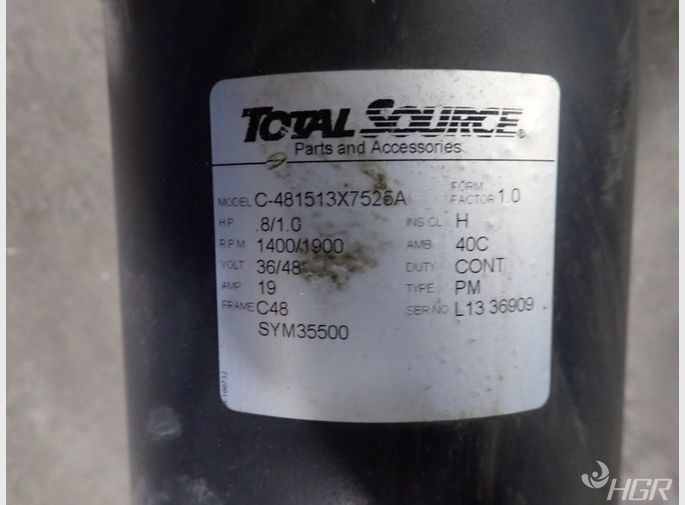 TOTAL SOURCE®
Parts and Accessories
MODEL C-481513X7525A FORM FACTOR 1.0
H.P. .8/1.0 INS CL H
R.P.M. 1400/1900 AMB 40C
VOLT 36/48 DUTY CONT
AMP 19 TYPE PM
FRAME C48 SER NO L13 36909
SYM35500
HGR